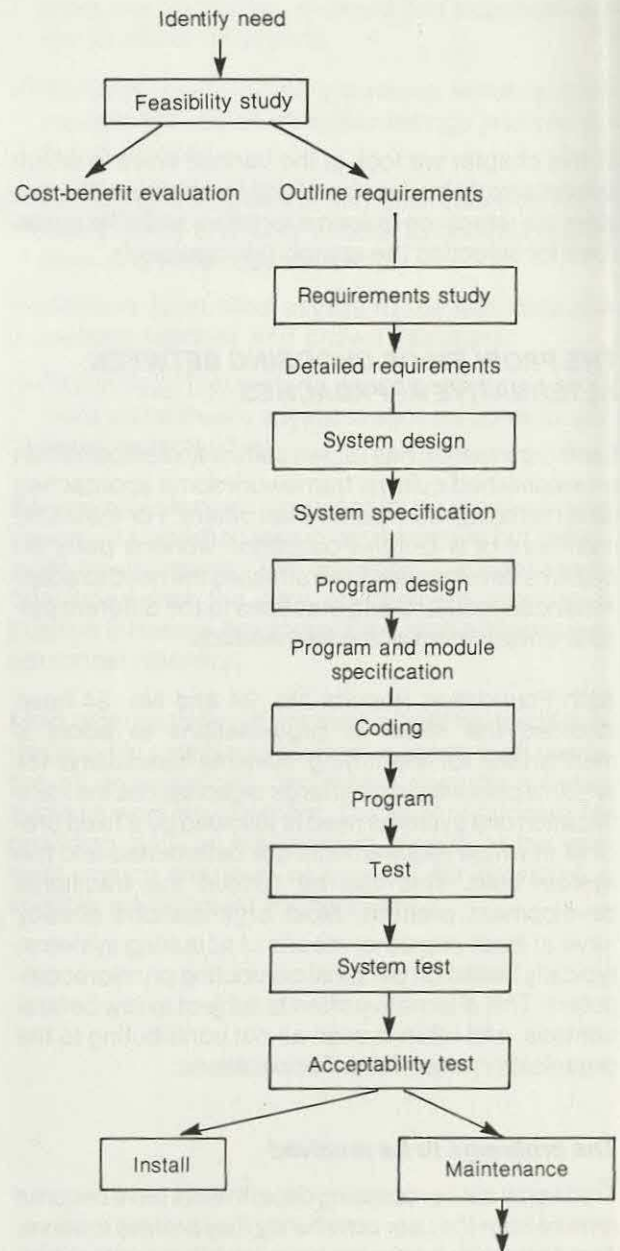 Identify need
Feasibility study
Cost-benefit evaluation
Outline requirements
Requirements study
Detailed requirements
System design
System specification
Program design
Program and module
specification
Coding
Program
Test
System test
Acceptability test
Install
Maintenance